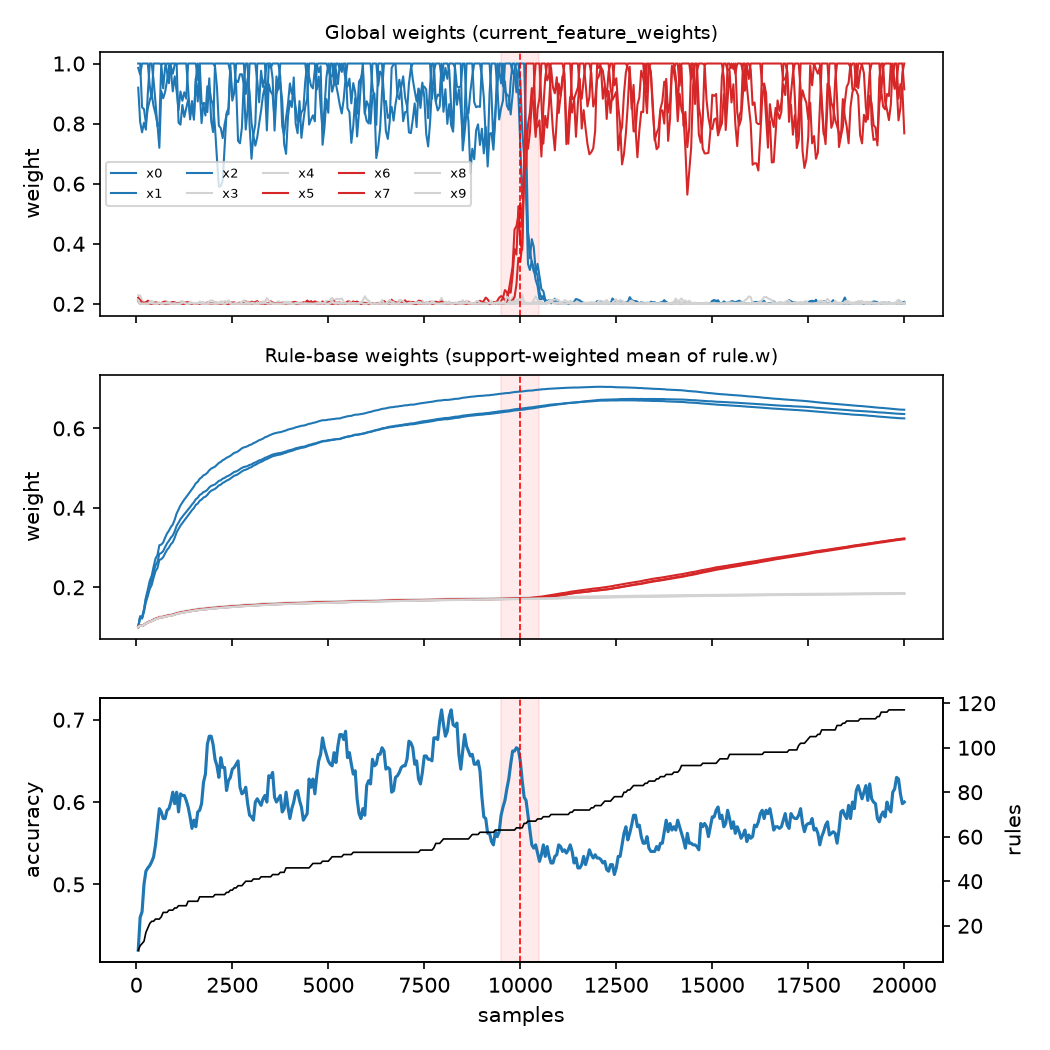 Global weights (current_feature_weights)
1.0
0.8
0.6
0.4
0.2
weight
x0 x2 x4 x6 x8
x1 x3 x5 x7 x9
Rule-base weights (support-weighted mean of rule.w)
0.6
0.4
0.2
weight
0.7
0.6
0.5
accuracy
120
100
80
60
40
20
rules
0 2500 5000 7500 10000 12500 15000 17500 20000
samples